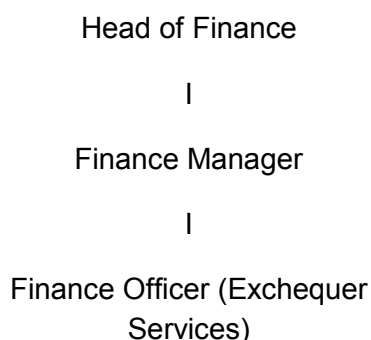 Head of Finance
I
Finance Manager
I
Finance Officer (Exchequer
Services)